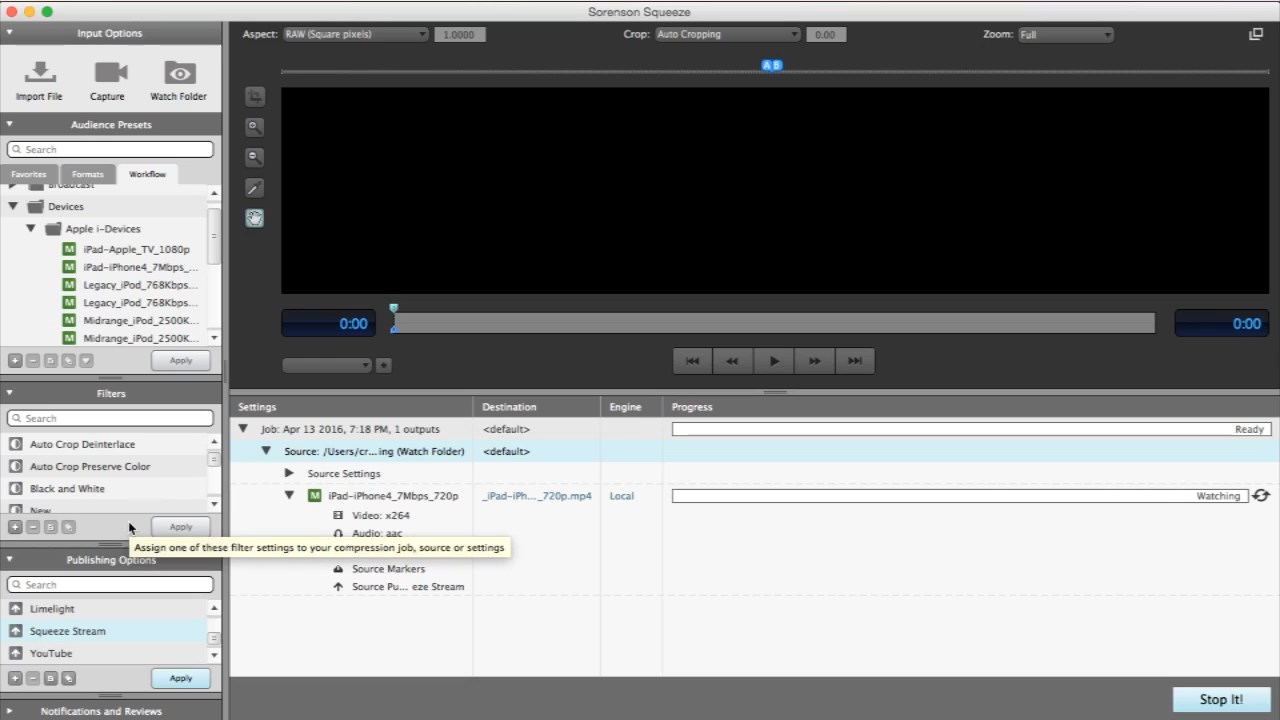 Sorenson Squeeze
Input Options
Import File
Capture
Watch Folder
Audience Presets
Search
Favorites
Formats
Workflow
Broadcast
Devices
Apple i-Devices
M iPad-Apple_TV_1080p
M iPad-iPhone4_7Mbps_...
M Legacy_iPod_768Kbps...
M Legacy_iPod_768Kbps...
M Midrange_iPod_2500K...
M Midrange_iPod_2500K...
Apply
Filters
Search
Auto Crop Deinterlace
Auto Crop Preserve Color
Black and White
New
Apply
Publishing Options
Search
Limelight
Squeeze Stream
YouTube
Apply
Notifications and Reviews
Aspect: RAW (Square pixels) 1.0000
Crop: Auto Cropping 0.00
Zoom: Full
A B
0:00
0:00
Settings Destination Engine Progress
Job: Apr 13 2016, 7:18 PM, 1 outputs <default> Ready
Source: /Users/cr...ing (Watch Folder) <default>
Source Settings
M iPad-iPhone4_7Mbps_720p _iPad-iPh..._720p.mp4 Local Watching
Video: x264
Audio: aac
Assign one of these filter settings to your compression job, source or settings
Source Markers
Source Pu... eze Stream
Stop It!